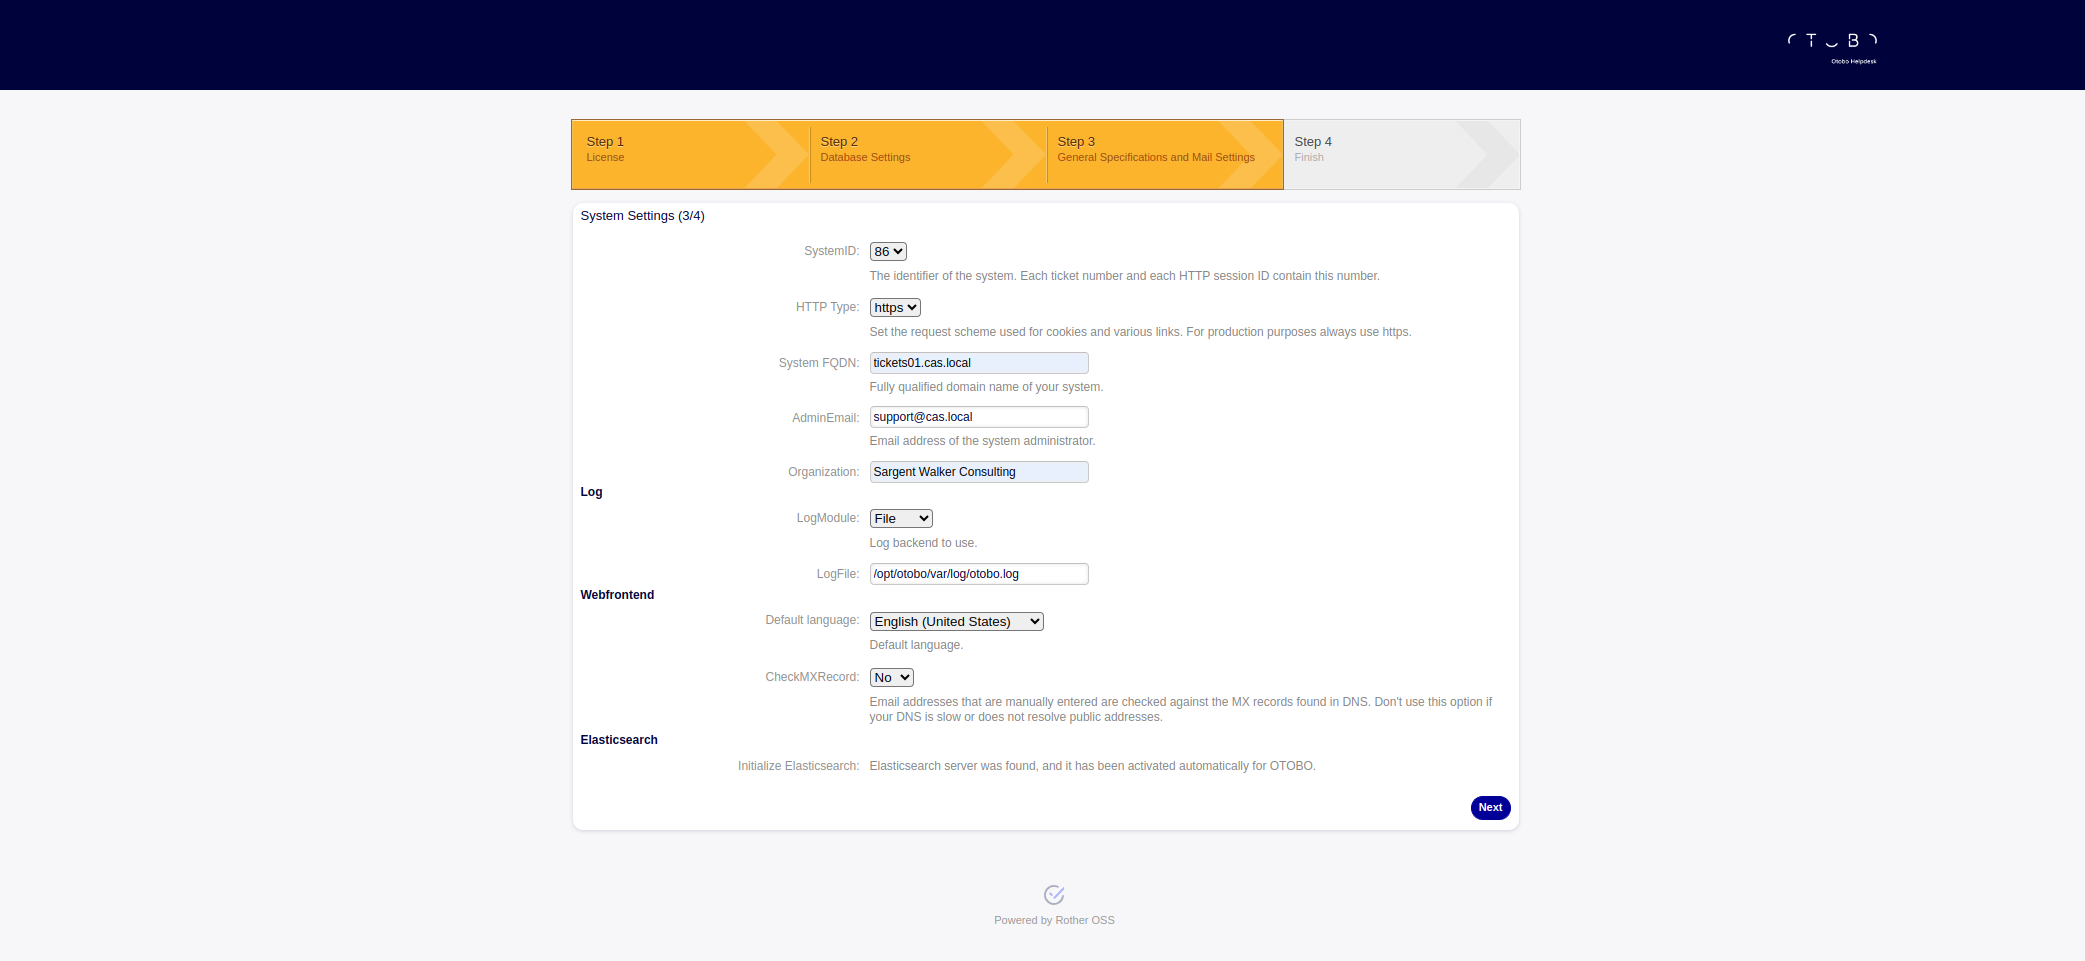 OTOBO
Otobo Helpdesk
Step 1
License
Step 2
Database Settings
Step 3
General Specifications and Mail Settings
Step 4
Finish
System Settings (3/4)
SystemID: 86
The identifier of the system. Each ticket number and each HTTP session ID contain this number.
HTTP Type: https
Set the request scheme used for cookies and various links. For production purposes always use https.
System FQDN: tickets01.cas.local
Fully qualified domain name of your system.
AdminEmail: support@cas.local
Email address of the system administrator.
Organization: Sargent Walker Consulting
Log
LogModule: File
Log backend to use.
LogFile: /opt/otobo/var/log/otobo.log
Webfrontend
Default language: English (United States)
Default language.
CheckMXRecord: No
Email addresses that are manually entered are checked against the MX records found in DNS. Don't use this option if
your DNS is slow or does not resolve public addresses.
Elasticsearch
Initialize Elasticsearch: Elasticsearch server was found, and it has been activated automatically for OTOBO.
Next
Powered by Rother OSS